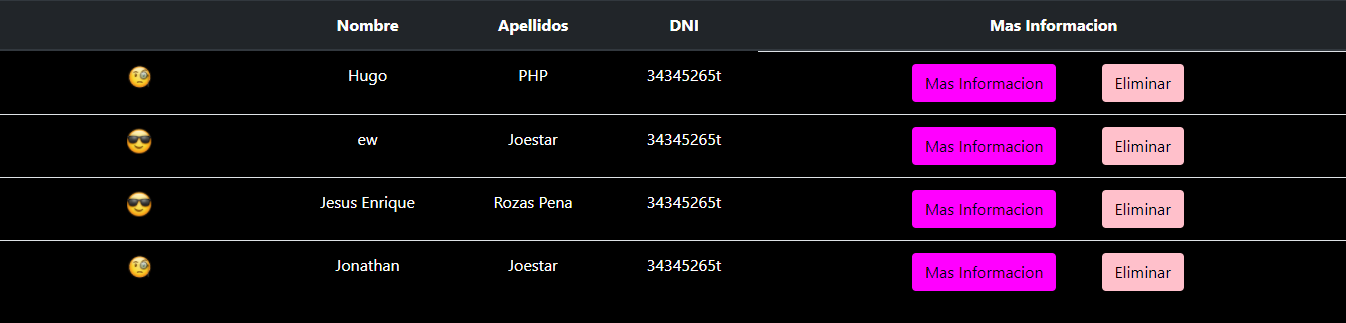 Nombre Apellidos DNI Mas Informacion
🧐 Hugo PHP 34345265t Mas Informacion Eliminar
😎 ew Joestar 34345265t Mas Informacion Eliminar
😎 Jesus Enrique Rozas Pena 34345265t Mas Informacion Eliminar
🧐 Jonathan Joestar 34345265t Mas Informacion Eliminar